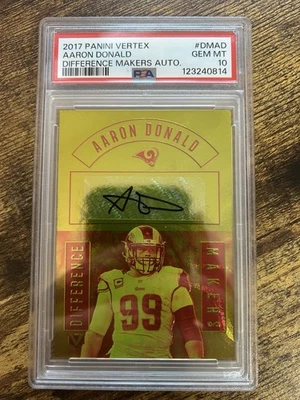 2017 PANINI VERTEX #DMAD
AARON DONALD GEM MT
DIFFERENCE MAKERS AUTO. 10
PSA 123240814
AARON DONALD
DIFFERENCE
MAKERS
99